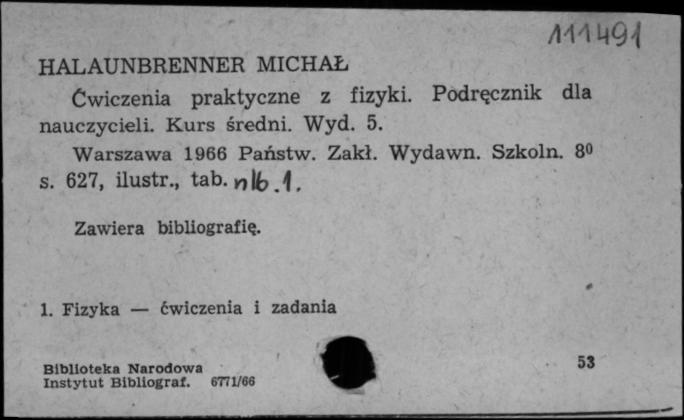 111491
HALAUNBRENNER MICHAŁ
Ćwiczenia praktyczne z fizyki. Podręcznik dla
nauczycieli. Kurs średni. Wyd. 5.
Warszawa 1966 Państw. Zakł. Wydawn. Szkoln. 8⁰
s. 627, ilustr., tab. nlb.1.
Zawiera bibliografię.
1. Fizyka — ćwiczenia i zadania
53
Biblioteka Narodowa
Instytut Bibliograf. 6771/66